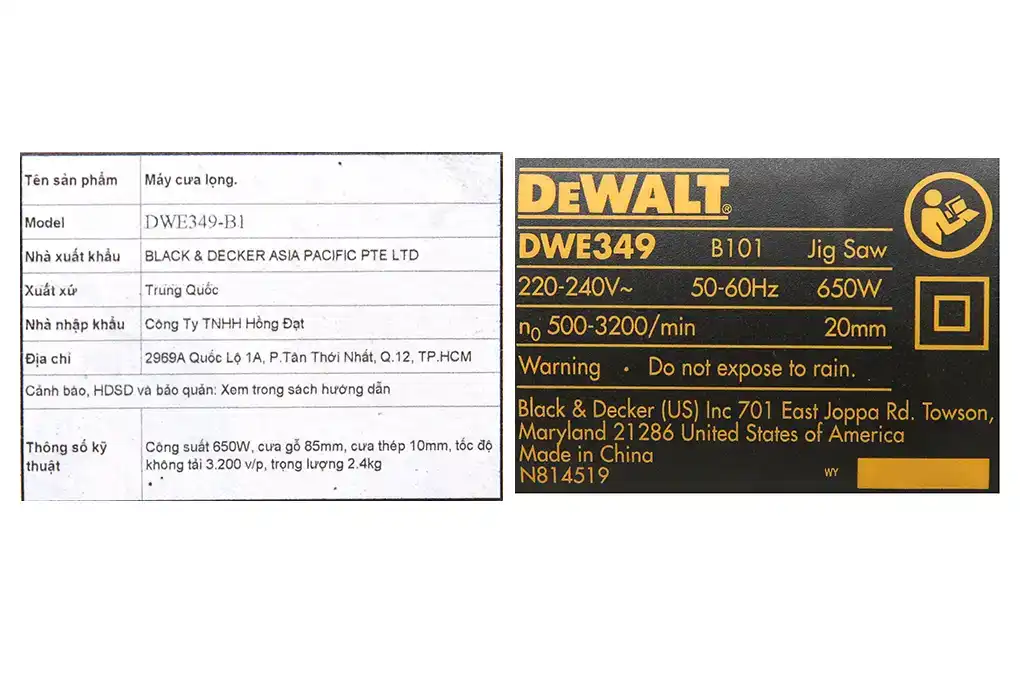 Tên sản phẩm Máy cưa lọng.
Model DWE349-B1
Nhà xuất khẩu BLACK & DECKER ASIA PACIFIC PTE LTD
Xuất xứ Trung Quốc
Nhà nhập khẩu Công Ty TNHH Hồng Đạt
Địa chỉ 2969A Quốc Lộ 1A, P.Tân Thới Nhất, Q.12, TP.HCM
Cảnh báo, HDSD và bảo quản: Xem trong sách hướng dẫn
Thông số kỹ thuật
Công suất 650W, cưa gỗ 85mm, cưa thép 10mm, tốc độ
không tải 3.200 v/p, trọng lượng 2.4kg
DEWALT®
DWE349 B101 Jig Saw
220-240V~ 50-60Hz 650W
n0 500-3200/min 20mm
Warning · Do not expose to rain.
Black & Decker (US) Inc 701 East Joppa Rd. Towson,
Maryland 21286 United States of America
Made in China
N814519 WY